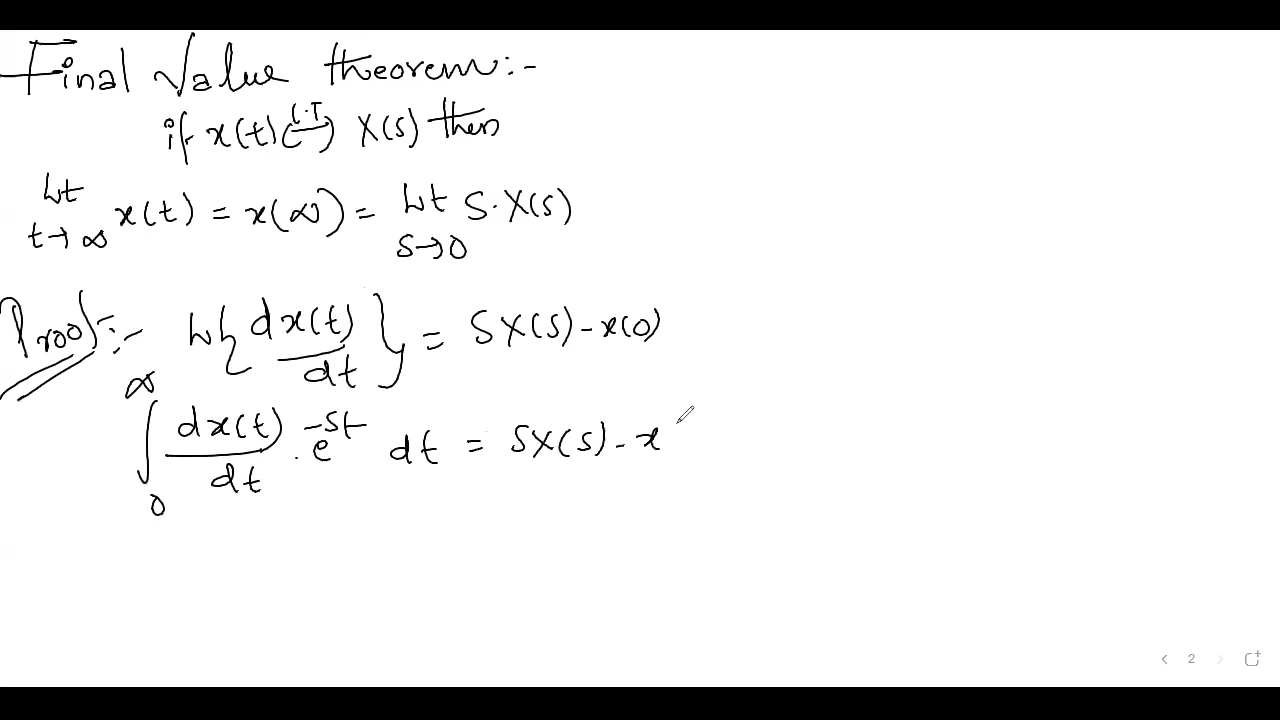 Final Value theorem:-
if x(t) ⟷ L.T X(s) then
Lt t→∞ x(t) = x(∞) = Lt s→0 S·X(s)
Proof:- L{dx(t)/dt} = SX(s) - x(0)
∫₀^∞ dx(t)/dt . e^-st dt = SX(s) - x
2